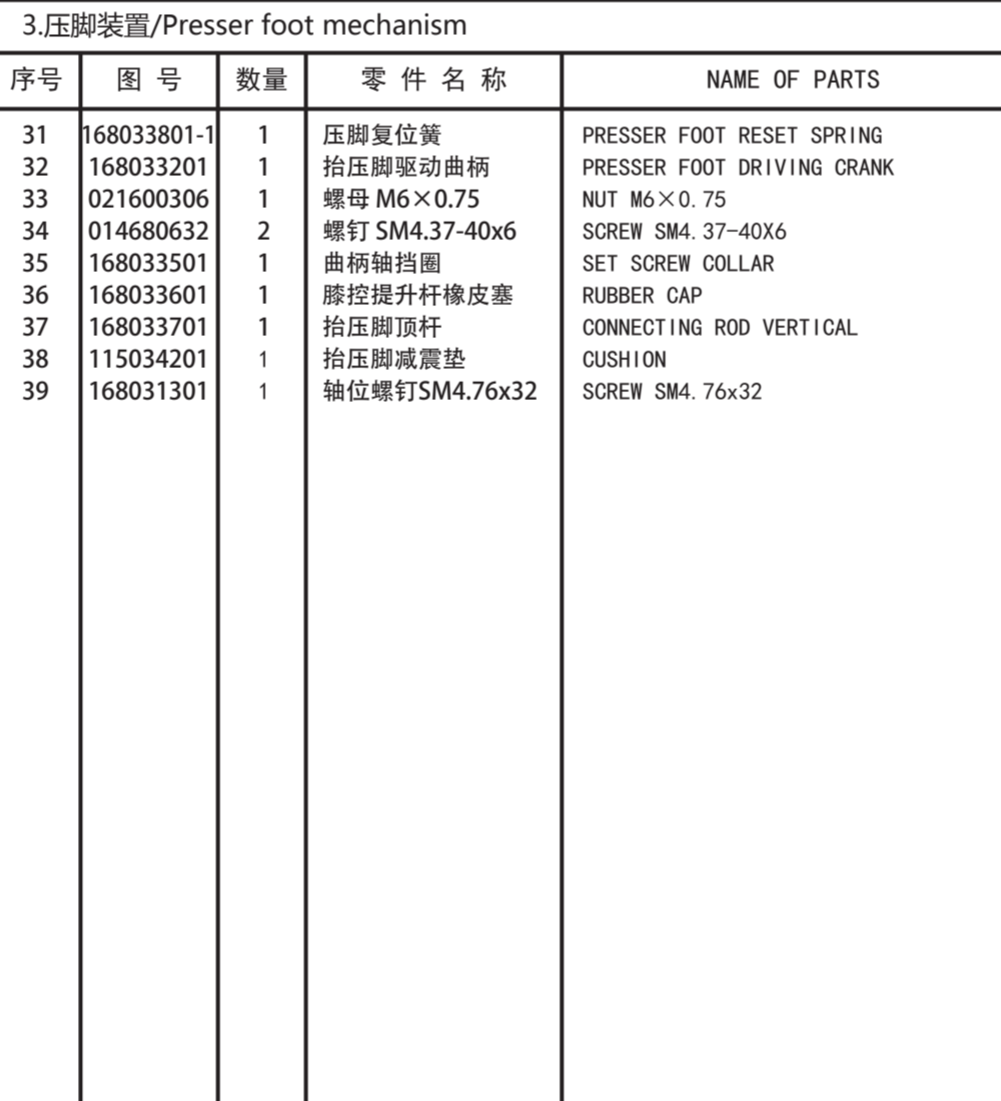 3.压脚装置/Presser foot mechanism
序号 图 号 数量 零 件 名 称 NAME OF PARTS
31 168033801-1 1 压脚复位簧 PRESSER FOOT RESET SPRING
32 168033201 1 抬压脚驱动曲柄 PRESSER FOOT DRIVING CRANK
33 021600306 1 螺母 M6×0.75 NUT M6×0.75
34 014680632 2 螺钉 SM4.37-40x6 SCREW SM4.37-40X6
35 168033501 1 曲柄轴挡圈 SET SCREW COLLAR
36 168033601 1 膝控提升杆橡皮塞 RUBBER CAP
37 168033701 1 抬压脚顶杆 CONNECTING ROD VERTICAL
38 115034201 1 抬压脚减震垫 CUSHION
39 168031301 1 轴位螺钉SM4.76x32 SCREW SM4.76x32